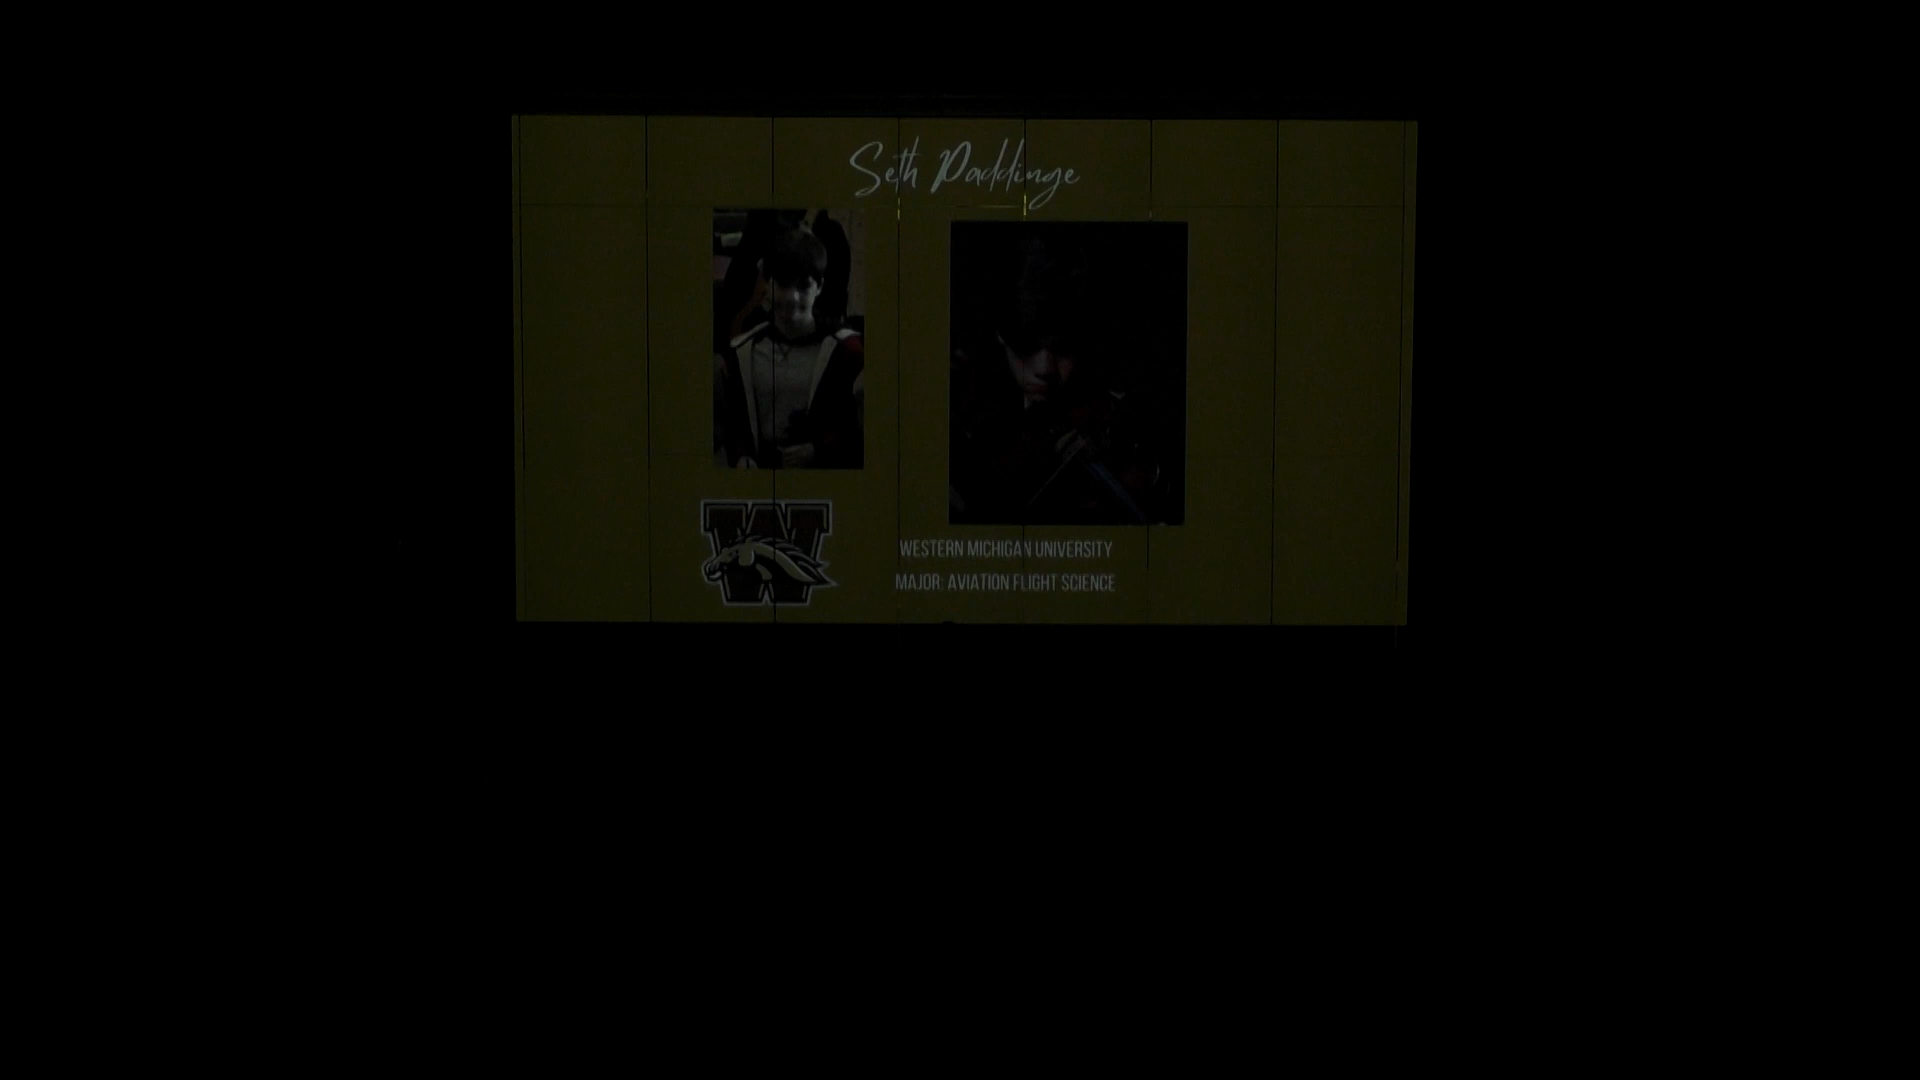 Seth Paddinge
W
WESTERN MICHIGAN UNIVERSITY
MAJOR: AVIATION FLIGHT SCIENCE